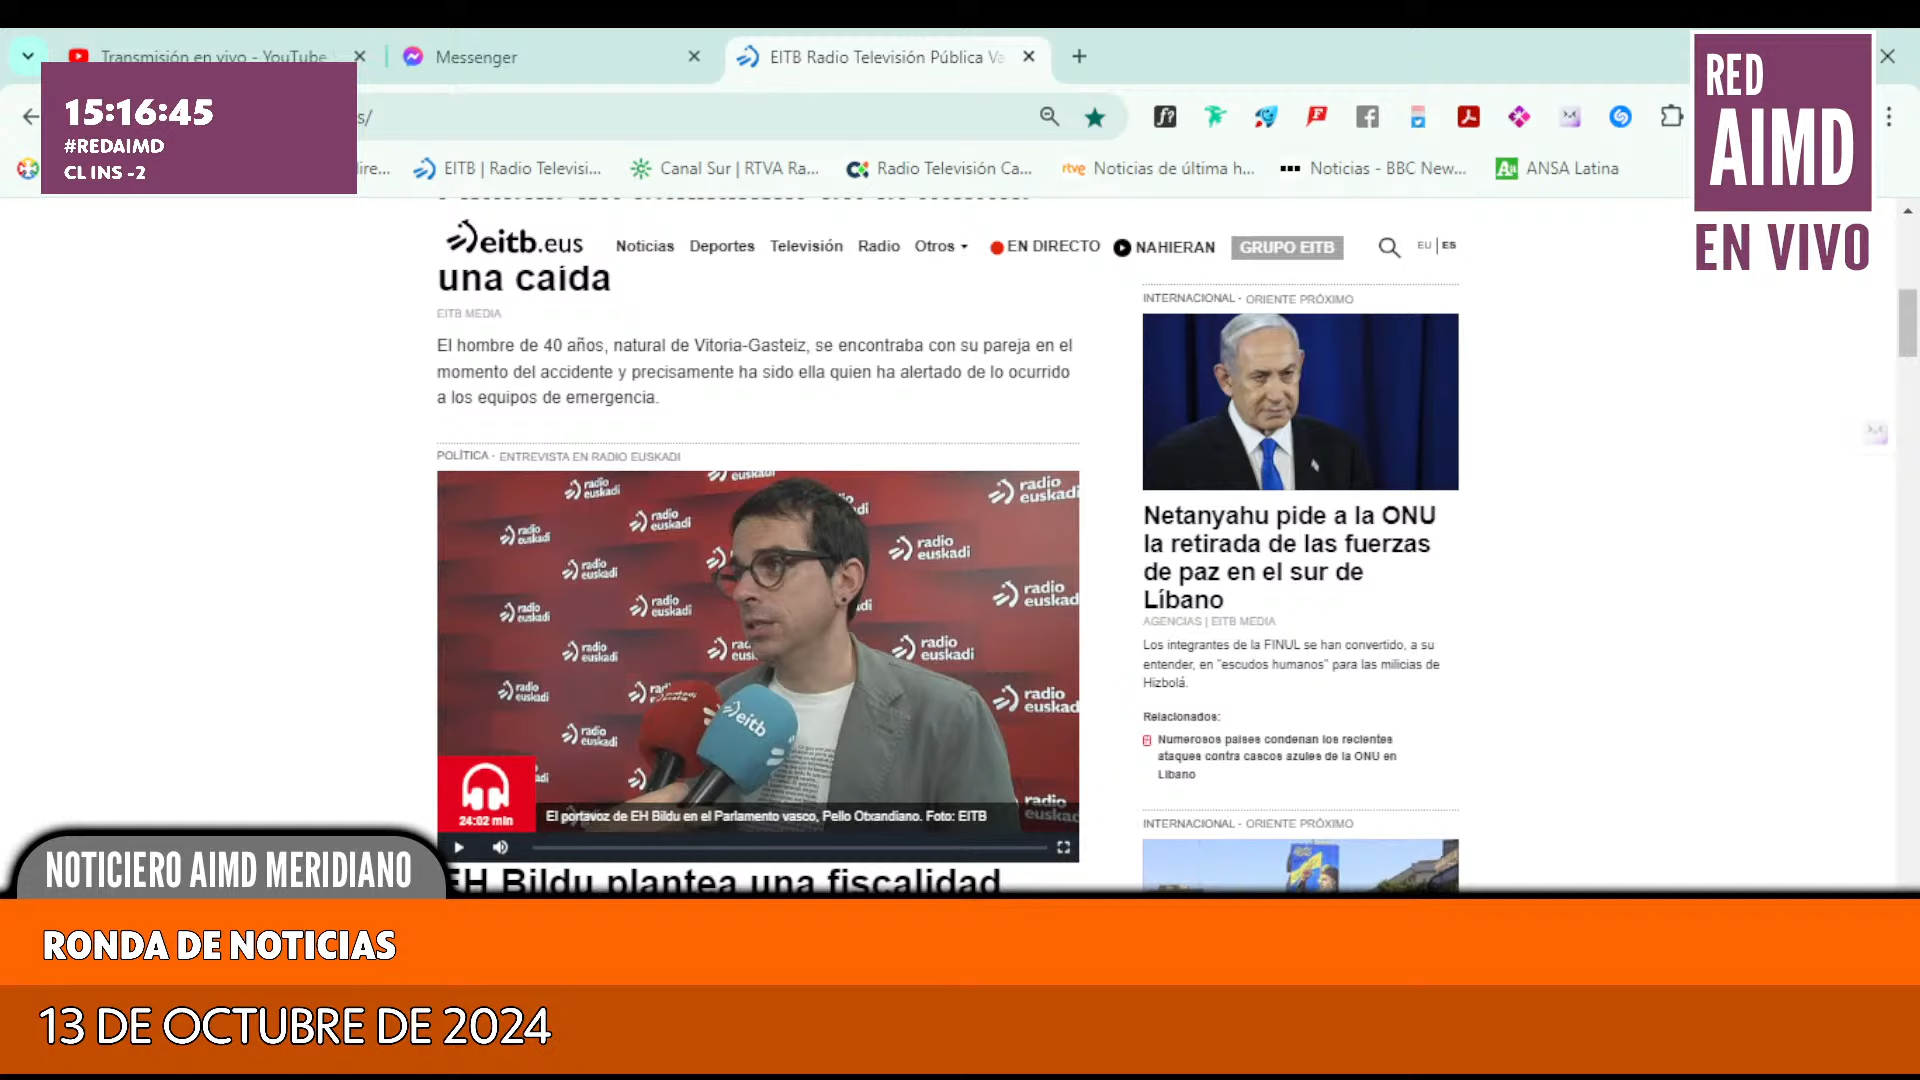 Transmisión en vivo - YouTube
Messenger
EITB Radio Televisión Pública Va
15:16:45
#REDAIMD
CL INS -2
s/
RED
AIMD
EN VIVO
ire...
EITB | Radio Televisi...
Canal Sur | RTVA Ra...
Radio Televisión Ca...
rtve Noticias de última h...
Noticias - BBC New...
ANSA Latina
eitb.eus
Noticias
Deportes
Televisión
Radio
Otros
EN DIRECTO
NAHIERAN
GRUPO EITB
EU | ES
una caída
EITB MEDIA
El hombre de 40 años, natural de Vitoria-Gasteiz, se encontraba con su pareja en el
momento del accidente y precisamente ha sido ella quien ha alertado de lo ocurrido
a los equipos de emergencia.
POLÍTICA - ENTREVISTA EN RADIO EUSKADI
radio euskadi
eitb
24:02 min
El portavoz de EH Bildu en el Parlamento vasco, Pello Otxandiano. Foto: EITB
EH Bildu plantea una fiscalidad
INTERNACIONAL - ORIENTE PRÓXIMO
Netanyahu pide a la ONU
la retirada de las fuerzas
de paz en el sur de
Líbano
AGENCIAS | EITB MEDIA
Los integrantes de la FINUL se han convertido, a su
entender, en "escudos humanos" para las milicias de
Hizbolá.
Relacionados:
Numerosos países condenan los recientes
ataques contra cascos azules de la ONU en
Líbano
INTERNACIONAL - ORIENTE PRÓXIMO
NOTICIERO AIMD MERIDIANO
RONDA DE NOTICIAS
13 DE OCTUBRE DE 2024